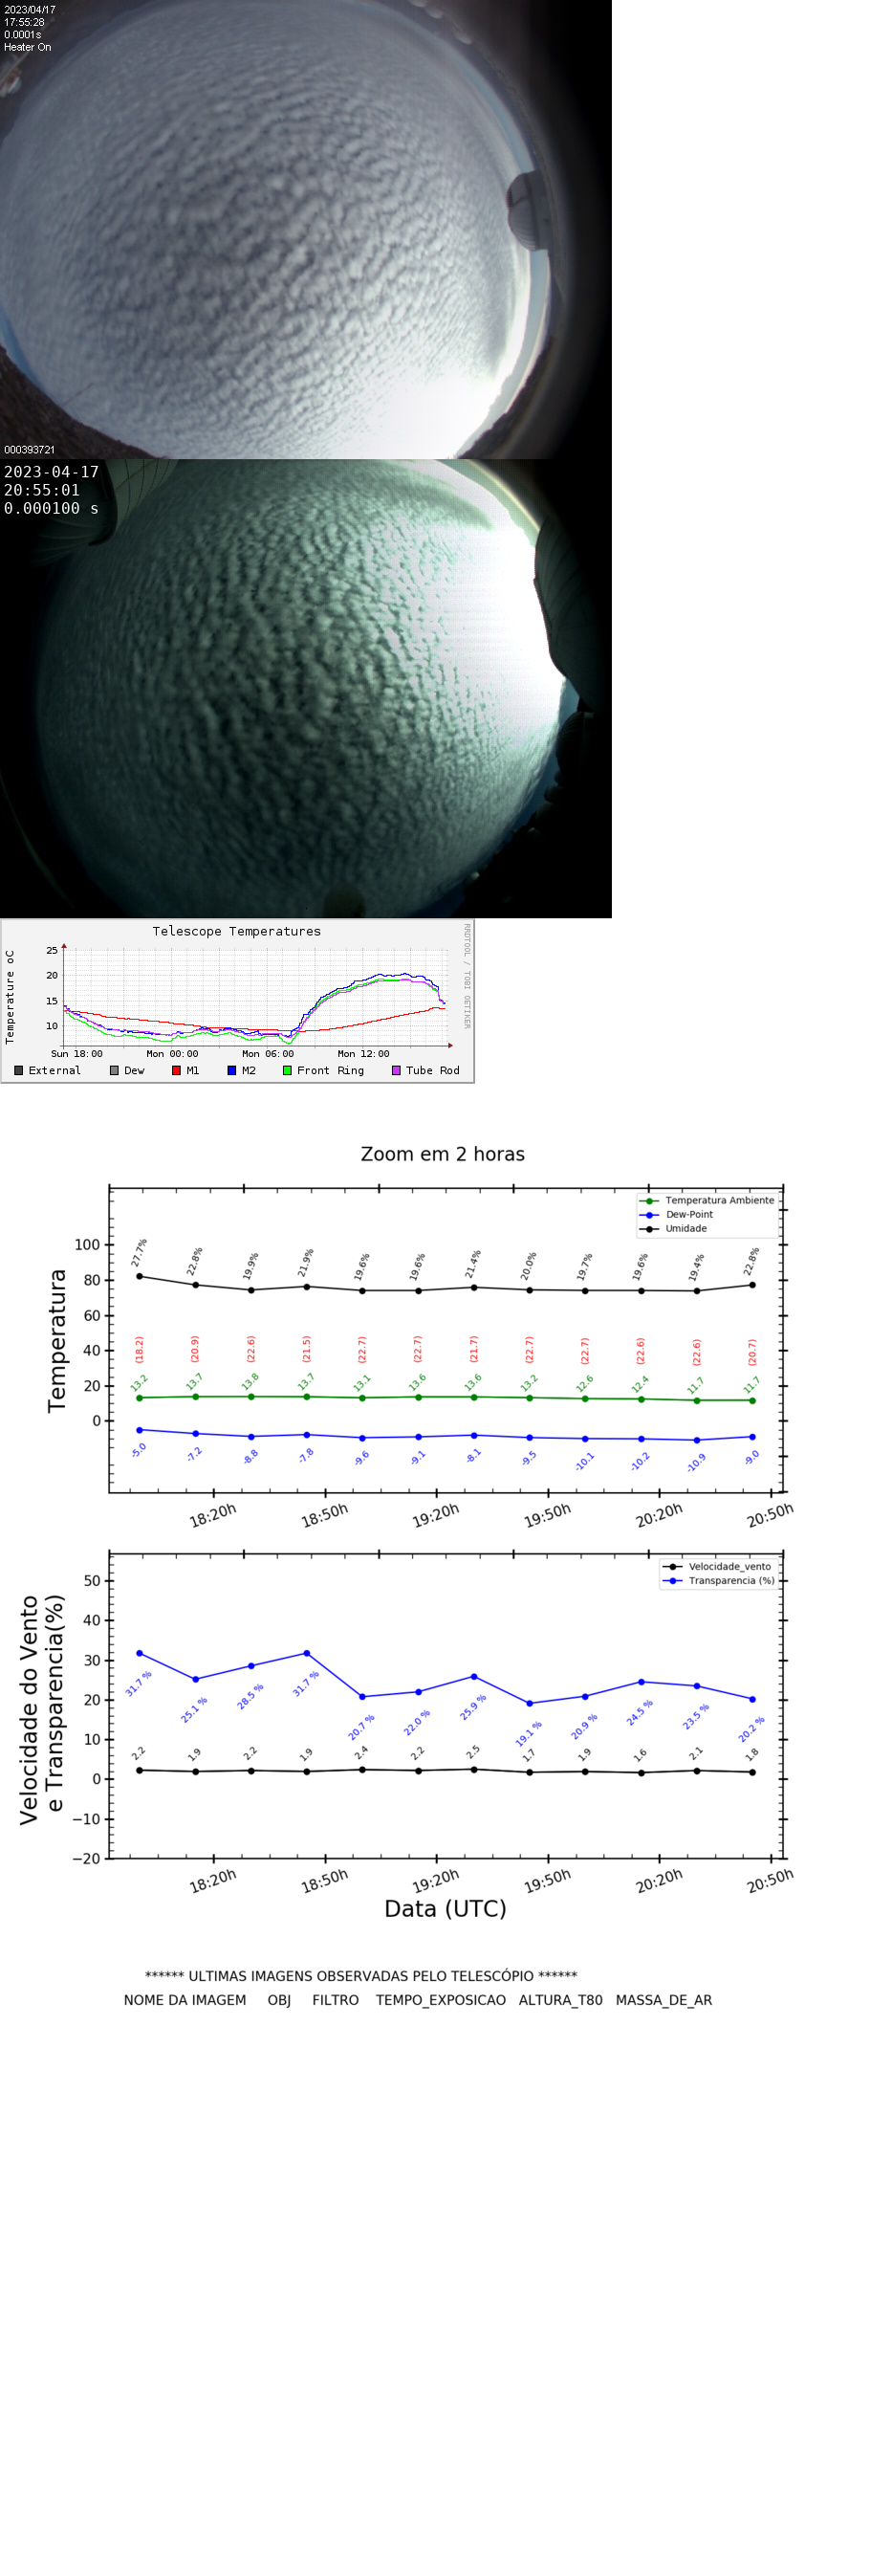 2023/04/17
17:55:28
0.0001s
Heater On
000393721
2023-04-17
20:55:01
0.000100 s
Telescope Temperatures
RRDTOOL / TOBI OETIKER
Temperature oC
25
20
15
10
Sun 18:00 Mon 00:00 Mon 06:00 Mon 12:00
External Dew M1 M2 Front Ring Tube Rod
Zoom em 2 horas
Temperatura Ambiente
Dew-Point
Umidade
Temperatura
100
80
60
40
20
0
27.7% 22.8% 19.9% 21.9% 19.6% 19.6% 21.4% 20.0% 19.7% 19.6% 19.4% 22.8%
(18.2) (20.9) (22.6) (21.5) (22.7) (22.7) (21.7) (22.7) (22.7) (22.6) (22.6) (20.7)
13.2 13.7 13.8 13.7 13.1 13.6 13.6 13.2 12.6 12.4 11.7 11.7
-5.0 -7.2 -8.8 -7.8 -9.6 -9.1 -8.1 -9.5 -10.1 -10.2 -10.9 -9.0
18:20h 18:50h 19:20h 19:50h 20:20h 20:50h
Velocidade_vento
Transparencia (%)
Velocidade do Vento
e Transparencia(%)
50
40
30
20
10
0
−10
−20
31.7 % 25.1 % 28.5 % 31.7 % 20.7 % 22.0 % 25.9 % 19.1 % 20.9 % 24.5 % 23.5 % 20.2 %
2.2 1.9 2.2 1.9 2.4 2.2 2.5 1.7 1.9 1.6 2.1 1.8
18:20h 18:50h 19:20h 19:50h 20:20h 20:50h
Data (UTC)
****** ULTIMAS IMAGENS OBSERVADAS PELO TELESCÓPIO ******
NOME DA IMAGEM OBJ FILTRO TEMPO_EXPOSICAO ALTURA_T80 MASSA_DE_AR